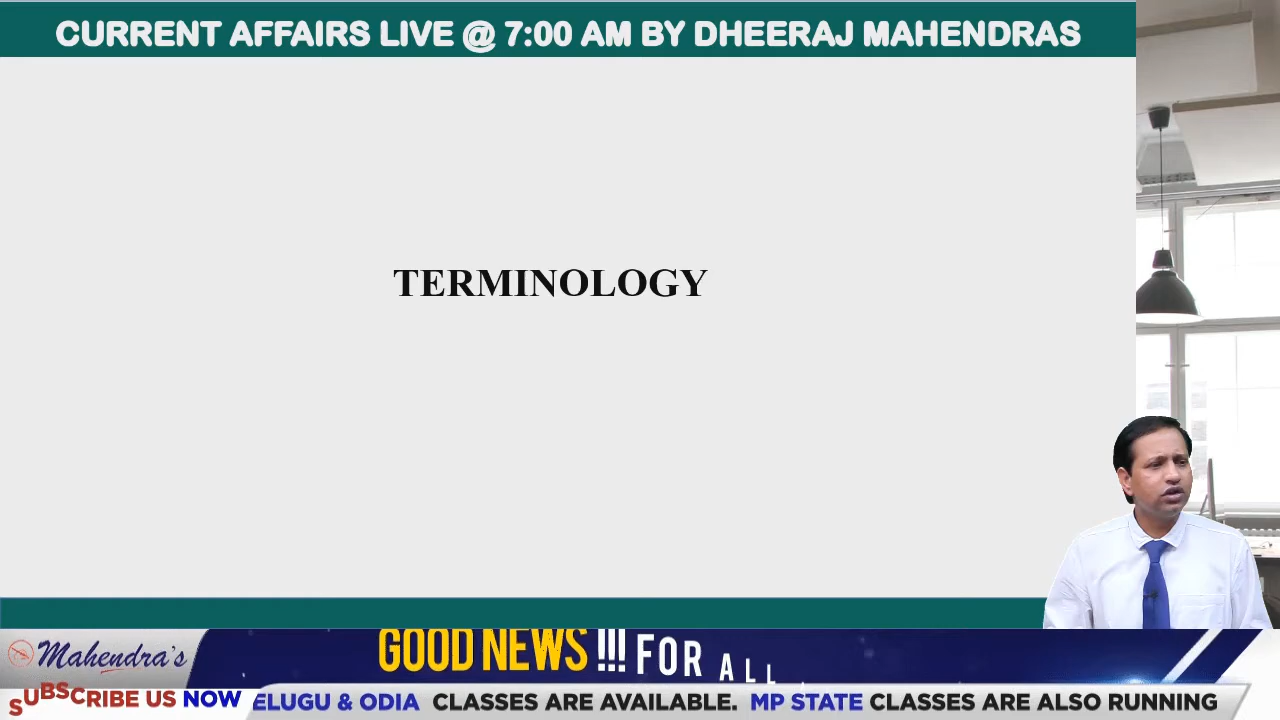 CURRENT AFFAIRS LIVE @ 7:00 AM BY DHEERAJ MAHENDRAS
TERMINOLOGY
GOOD NEWS !!! FOR ALL
Mahendra's
SUBSCRIBE US NOW
ELUGU & ODIA CLASSES ARE AVAILABLE. MP STATE CLASSES ARE ALSO RUNNING